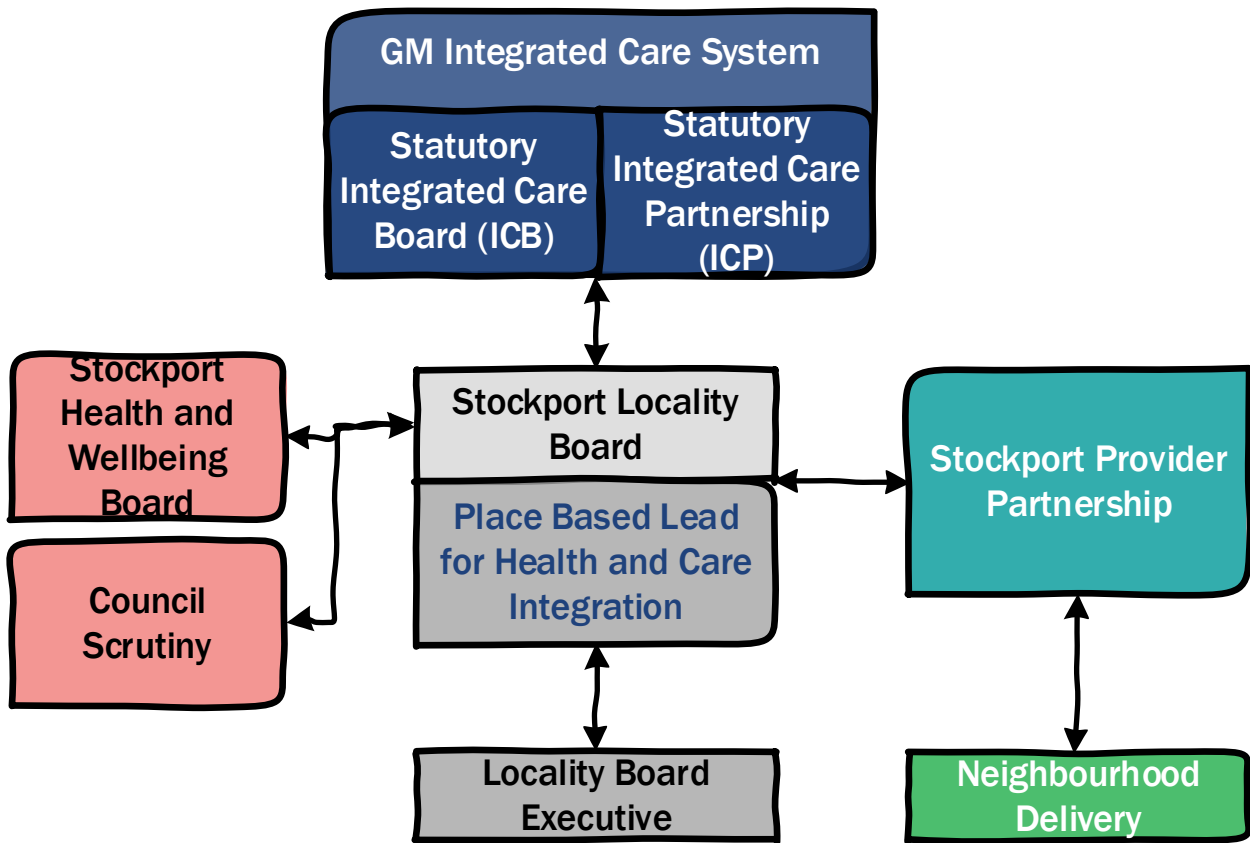 GM Integrated Care System
Statutory
Integrated Care
Board (ICB)
Statutory
Integrated Care
Partnership
(ICP)
Stockport
Health and
Wellbeing
Board
Stockport Locality
Board
Stockport Provider
Partnership
Place Based Lead
for Health and Care
Integration
Council
Scrutiny
Locality Board
Executive
Neighbourhood
Delivery